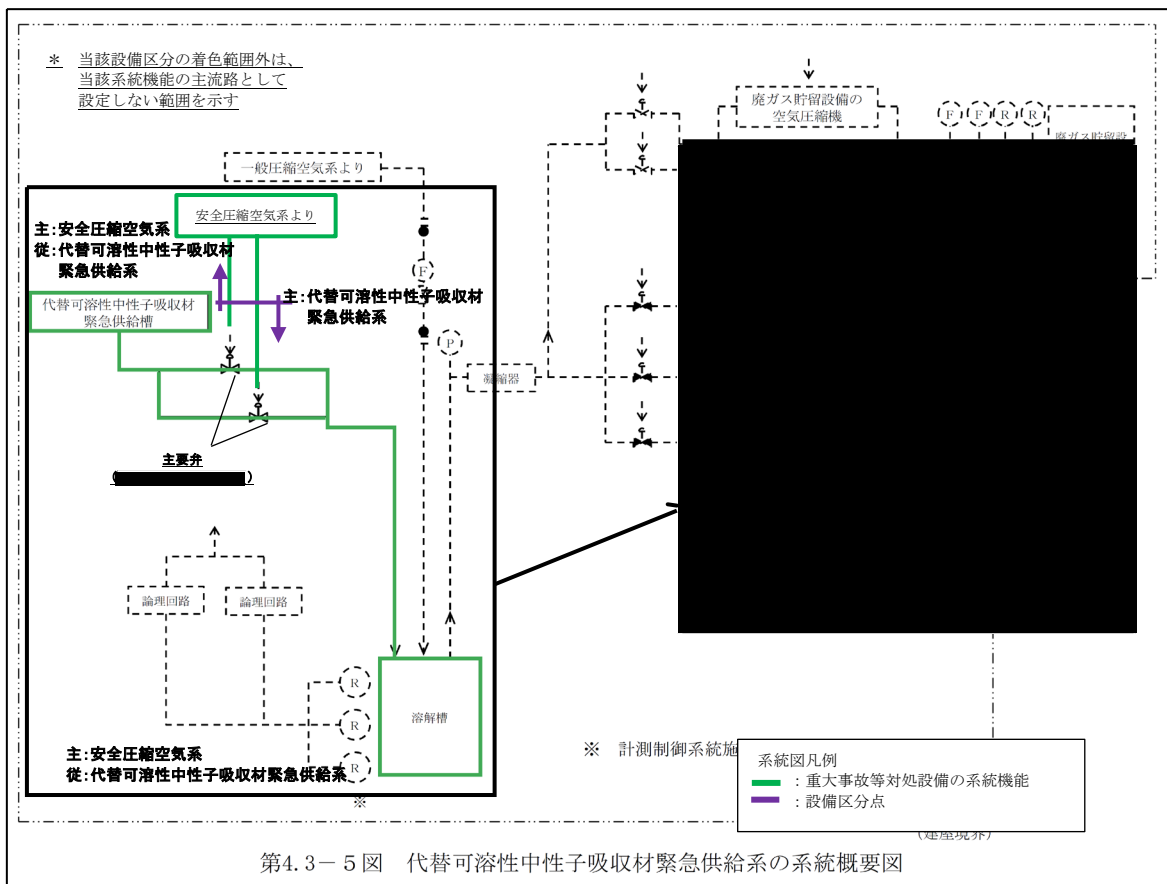 * 当該設備区分の着色範囲外は、
当該系統機能の主流路として
設定しない範囲を示す
廃ガス貯留設備の
空気圧縮機
F
F
R
R
廃ガス貯留設
一般圧縮空気系より
安全圧縮空気系より
主:安全圧縮空気系
従:代替可溶性中性子吸収材
緊急供給系
F
代替可溶性中性子吸収材
緊急供給槽
主:代替可溶性中性子吸収材
緊急供給系
P
凝縮器
主要弁
( )
論理回路
論理回路
R
R
R
溶解槽
主:安全圧縮空気系
従:代替可溶性中性子吸収材緊急供給系
※
※ 計測制御系統施
系統図凡例
:重大事故等対処設備の系統機能
:設備区分点
(建屋境界)
第4.3-5図 代替可溶性中性子吸収材緊急供給系の系統概要図